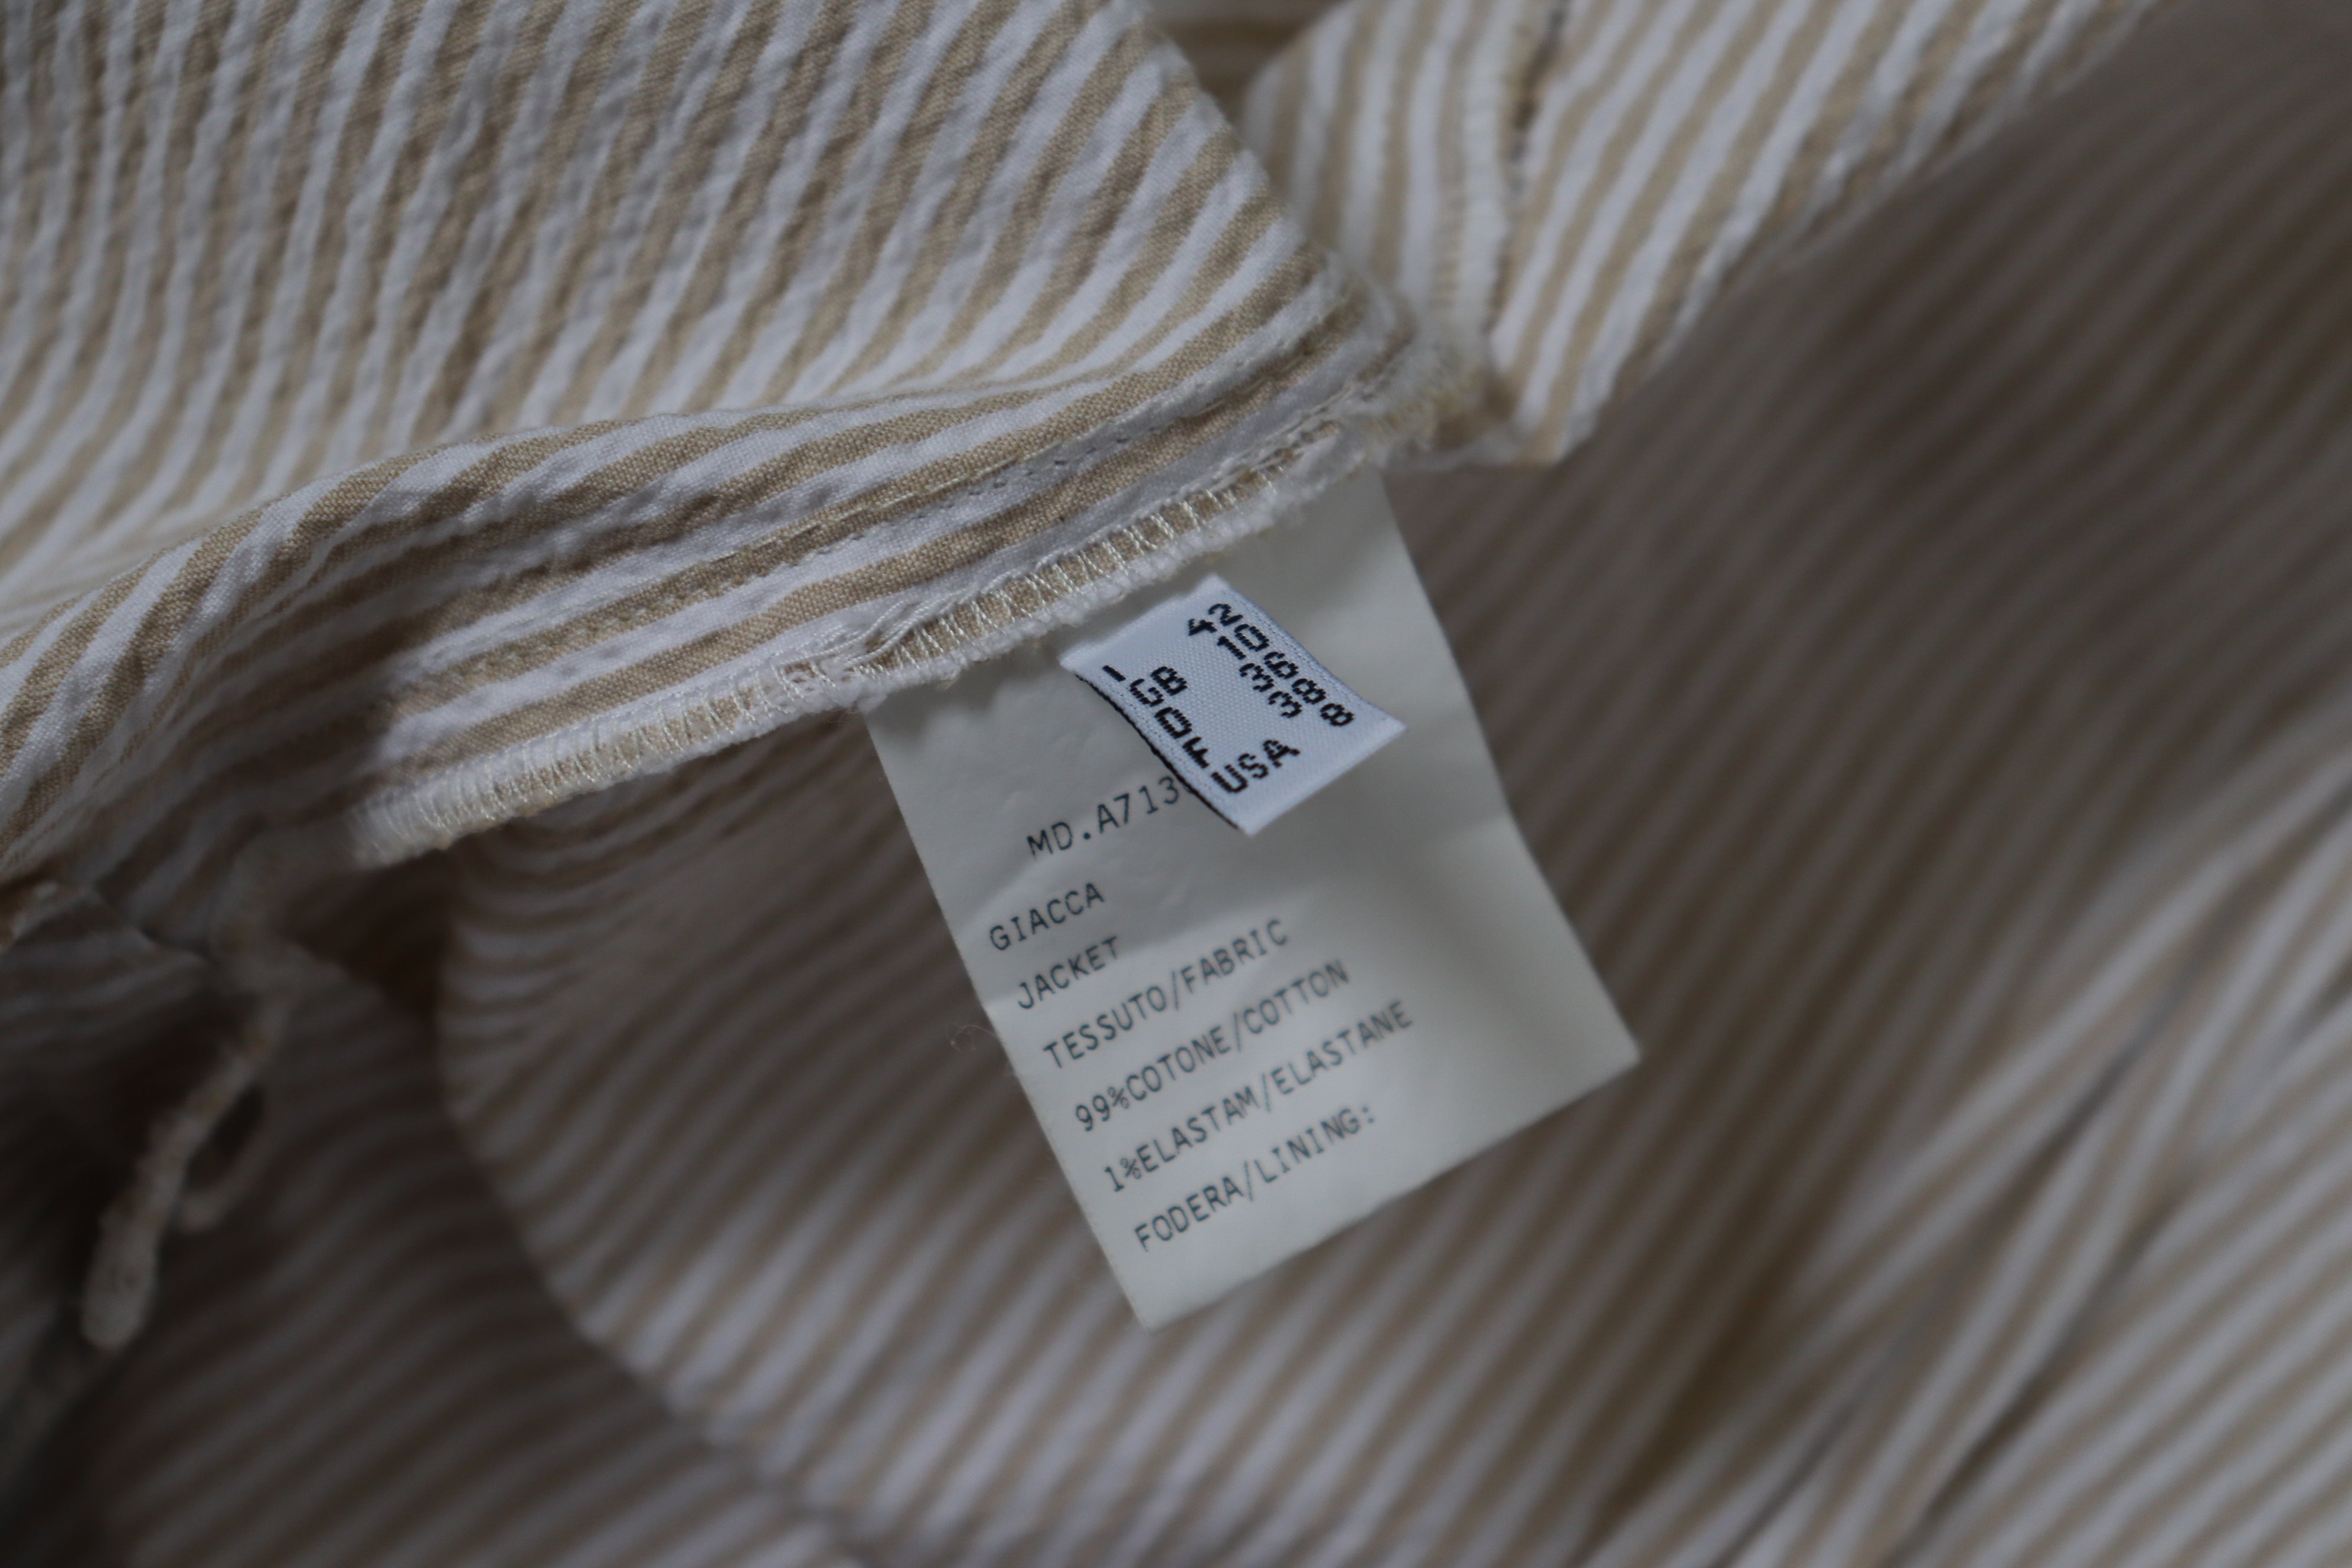 I 42
GB 10
D 36
F 38
USA 8
MD.A713
GIACCA
JACKET
TESSUTO/FABRIC
99%COTONE/COTTON
1%ELASTAM/ELASTANE
FODERA/LINING: